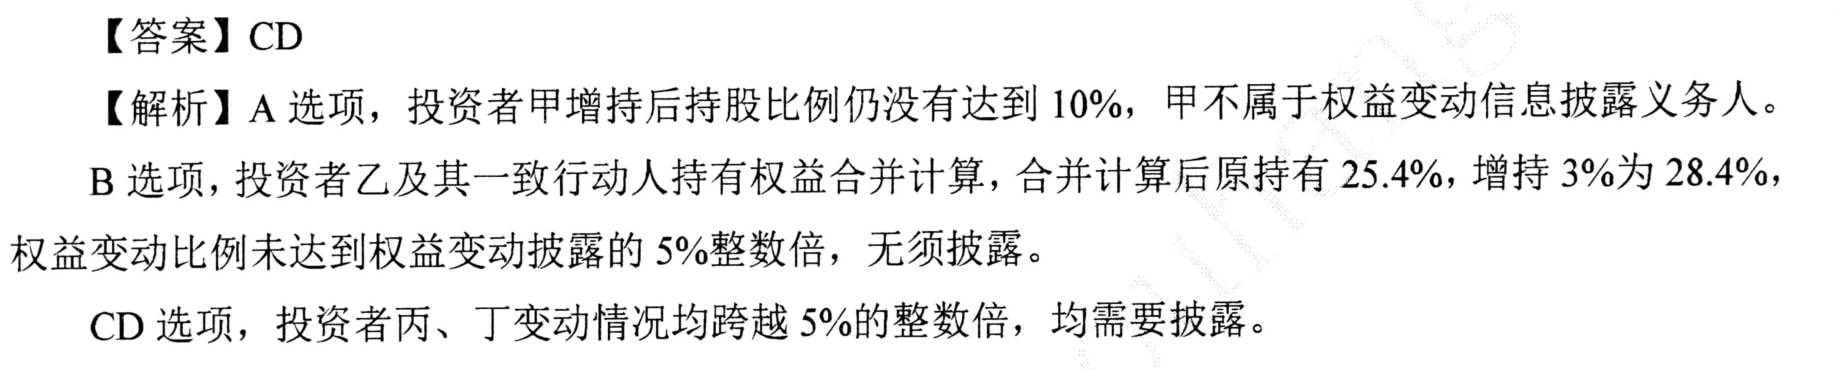 【答案】CD
【解析】A 选项，投资者甲增持后持股比例仍没有达到 10%，甲不属于权益变动信息披露义务人。
B 选项，投资者乙及其一致行动人持有权益合并计算，合并计算后原持有 25.4%，增持 3%为 28.4%，
权益变动比例未达到权益变动披露的 5%整数倍，无须披露。
CD 选项，投资者丙、丁变动情况均跨越 5%的整数倍，均需要披露。